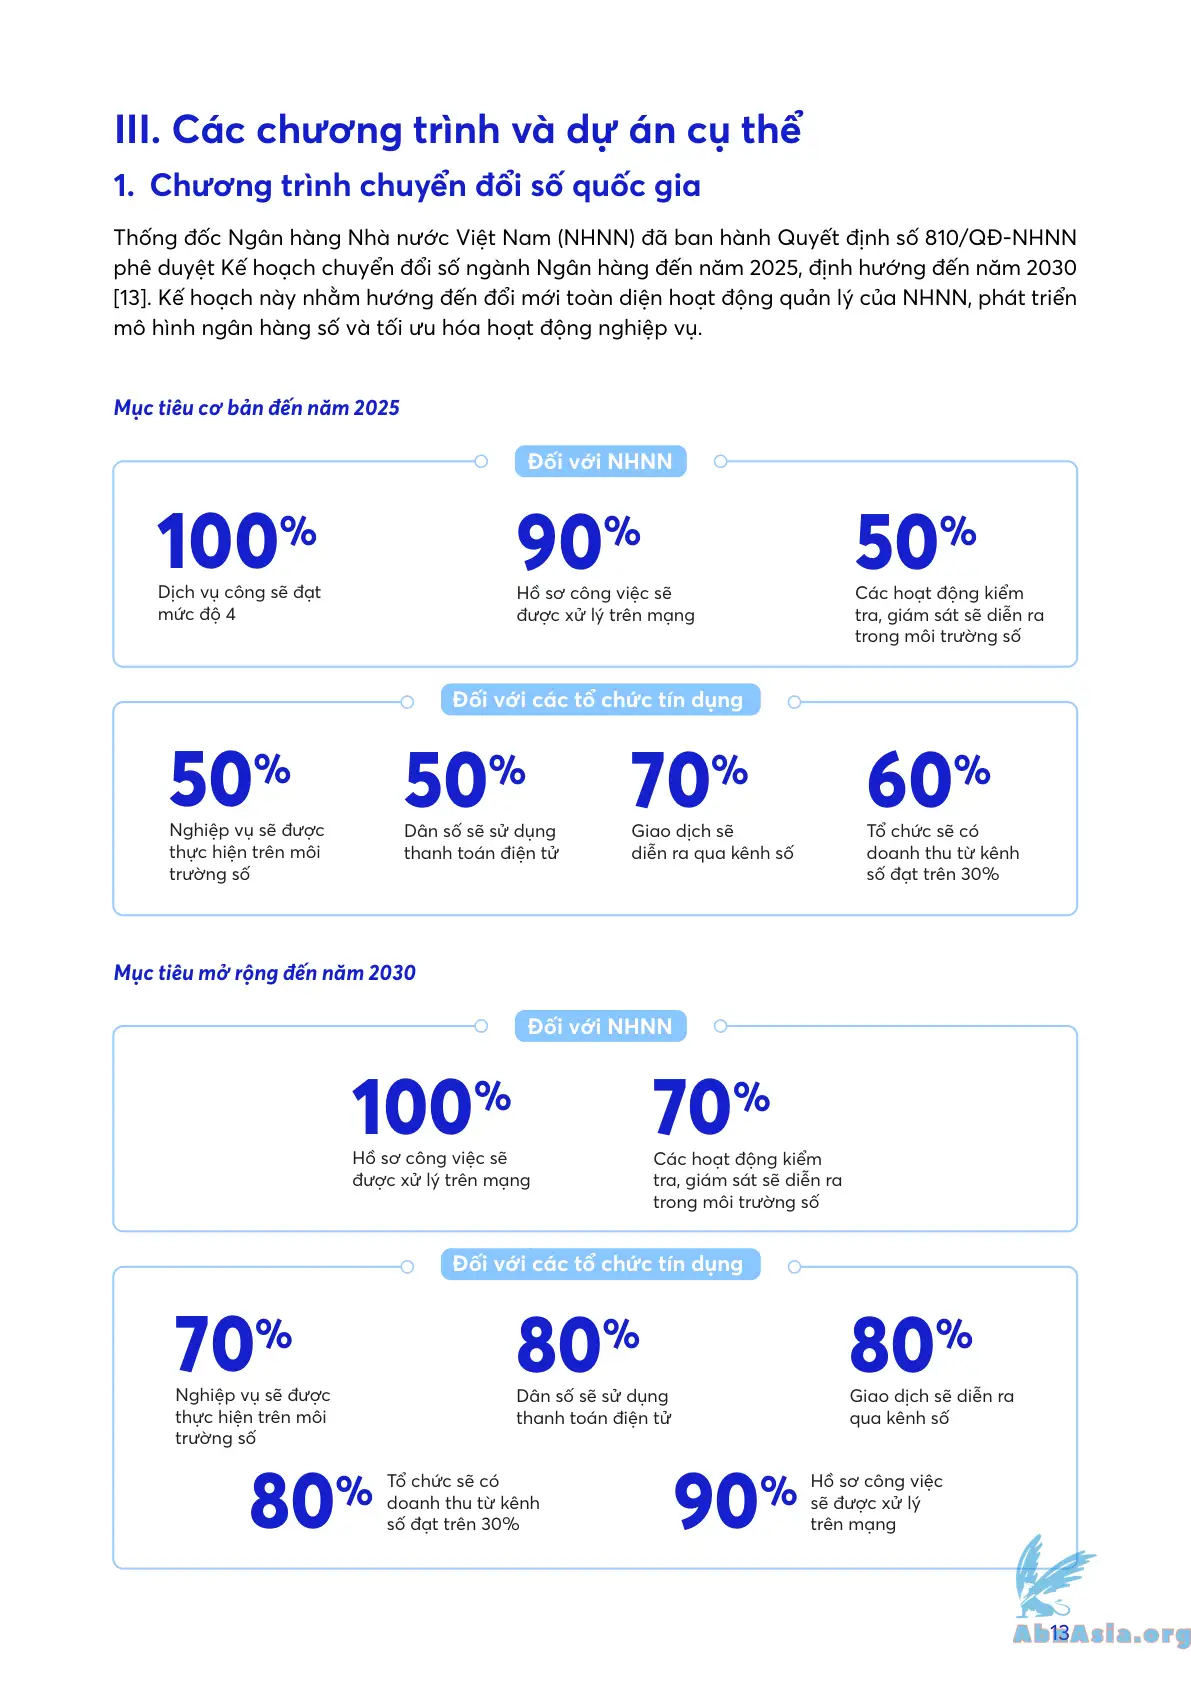 III. Các chương trình và dự án cụ thể
1. Chương trình chuyển đổi số quốc gia
Thống đốc Ngân hàng Nhà nước Việt Nam (NHNN) đã ban hành Quyết định số 810/QĐ-NHNN
phê duyệt Kế hoạch chuyển đổi số ngành Ngân hàng đến năm 2025, định hướng đến năm 2030
[13]. Kế hoạch này nhằm hướng đến đổi mới toàn diện hoạt động quản lý của NHNN, phát triển
mô hình ngân hàng số và tối ưu hóa hoạt động nghiệp vụ.
Mục tiêu cơ bản đến năm 2025
Đối với NHNN
100%
Dịch vụ công sẽ đạt
mức độ 4
90%
Hồ sơ công việc sẽ
được xử lý trên mạng
50%
Các hoạt động kiểm
tra, giám sát sẽ diễn ra
trong môi trường số
Đối với các tổ chức tín dụng
50%
Nghiệp vụ sẽ được
thực hiện trên môi
trường số
50%
Dân số sẽ sử dụng
thanh toán điện tử
70%
Giao dịch sẽ
diễn ra qua kênh số
60%
Tổ chức sẽ có
doanh thu từ kênh
số đạt trên 30%
Mục tiêu mở rộng đến năm 2030
Đối với NHNN
100%
Hồ sơ công việc sẽ
được xử lý trên mạng
70%
Các hoạt động kiểm
tra, giám sát sẽ diễn ra
trong môi trường số
Đối với các tổ chức tín dụng
70%
Nghiệp vụ sẽ được
thực hiện trên môi
trường số
80%
Dân số sẽ sử dụng
thanh toán điện tử
80%
Giao dịch sẽ diễn ra
qua kênh số
80%
Tổ chức sẽ có
doanh thu từ kênh
số đạt trên 30%
90%
Hồ sơ công việc
sẽ được xử lý
trên mạng
13